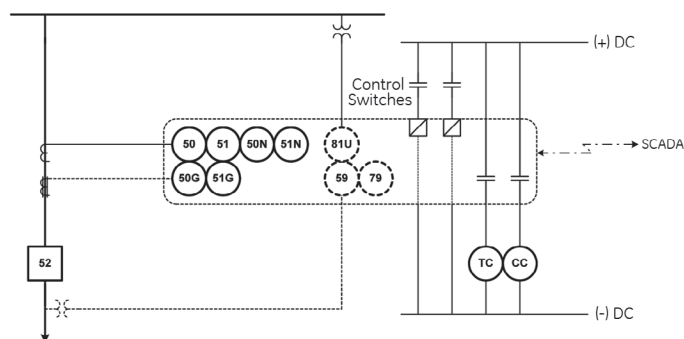 (+) DC
Control
Switches
50 51 50N 51N 81U
SCADA
50G 51G 59 79
52
TC CC
(-) DC